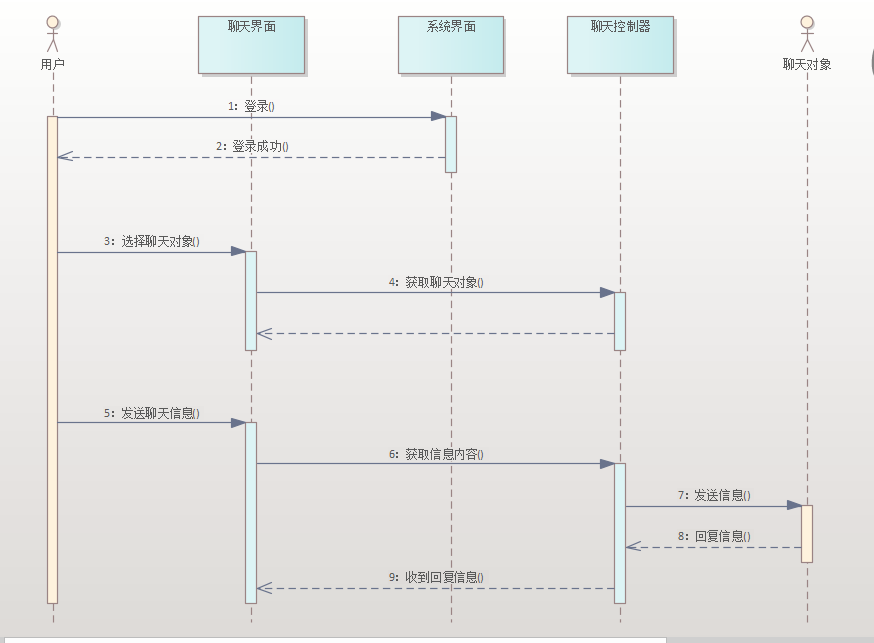 聊天界面
系统界面
聊天控制器
用户
聊天对象
1: 登录()
2: 登录成功()
3: 选择聊天对象()
4: 获取聊天对象()
5: 发送聊天信息()
6: 获取信息内容()
7: 发送信息()
8: 回复信息()
9: 收到回复信息()